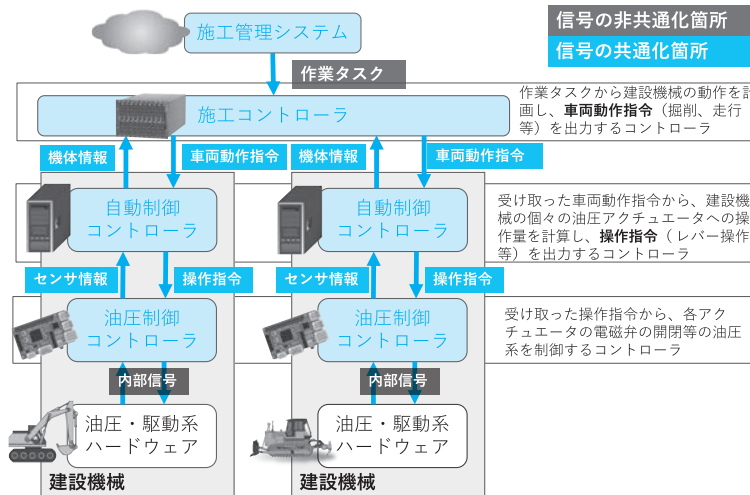 信号の非共通化箇所
信号の共通化箇所
施工管理システム
作業タスク
施工コントローラ
作業タスクから建設機械の動作を計
画し、車両動作指令（掘削、走行
等）を出力するコントローラ
機体情報
車両動作指令
機体情報
車両動作指令
自動制御
コントローラ
自動制御
コントローラ
受け取った車両動作指令から、建設機
械の個々の油圧アクチュエータへの操
作量を計算し、操作指令（レバー操作
等）を出力するコントローラ
センサ情報
操作指令
センサ情報
操作指令
油圧制御
コントローラ
油圧制御
コントローラ
受け取った操作指令から、各アク
チュエータの電磁弁の開閉等の油圧
系を制御するコントローラ
内部信号
内部信号
油圧・駆動系
ハードウェア
油圧・駆動系
ハードウェア
建設機械
建設機械